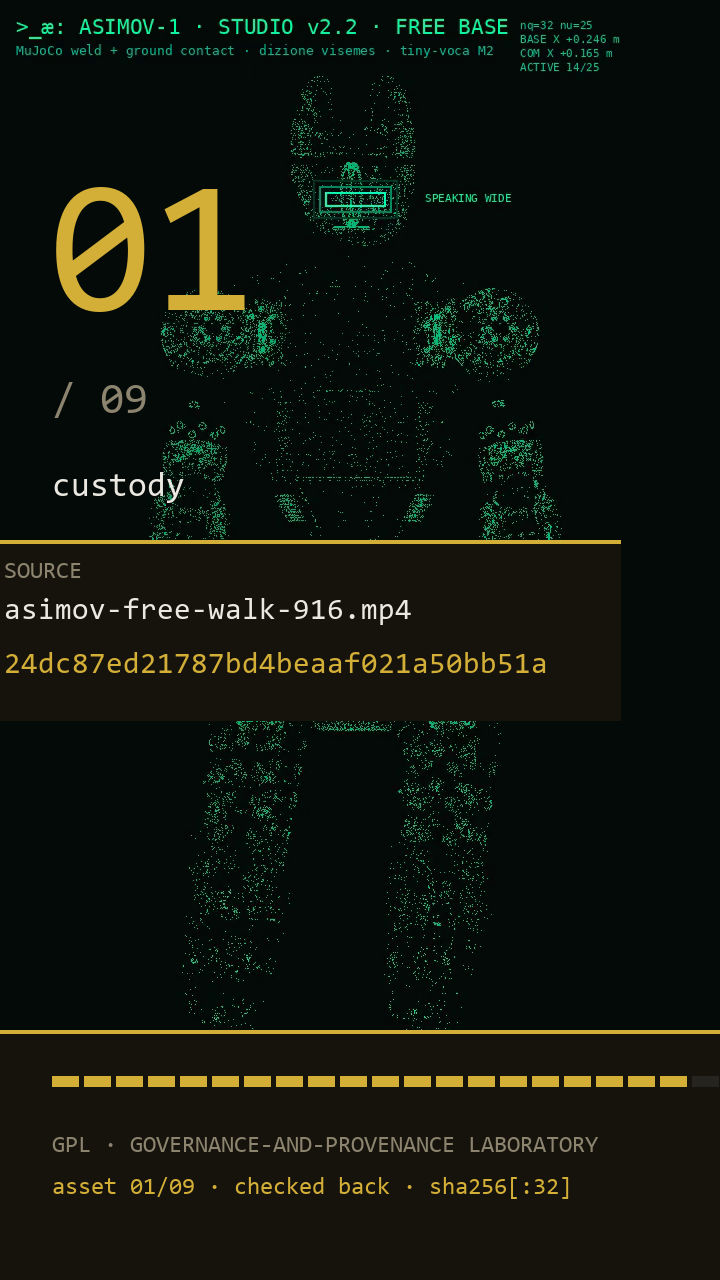 >_æ: ASIMOV-1 · STUDIO v2.2 · FREE BASE
MuJoCo weld + ground contact · dizione visemes · tiny-voca M2
nq=32 nu=25
BASE X +0.246 m
COM X +0.165 m
ACTIVE 14/25
SPEAKING WIDE
01
/ 09
custody
SOURCE
asimov-free-walk-916.mp4
24dc87ed21787bd4beaaf021a50bb51a
GPL · GOVERNANCE-AND-PROVENANCE LABORATORY
asset 01/09 · checked back · sha256[:32]